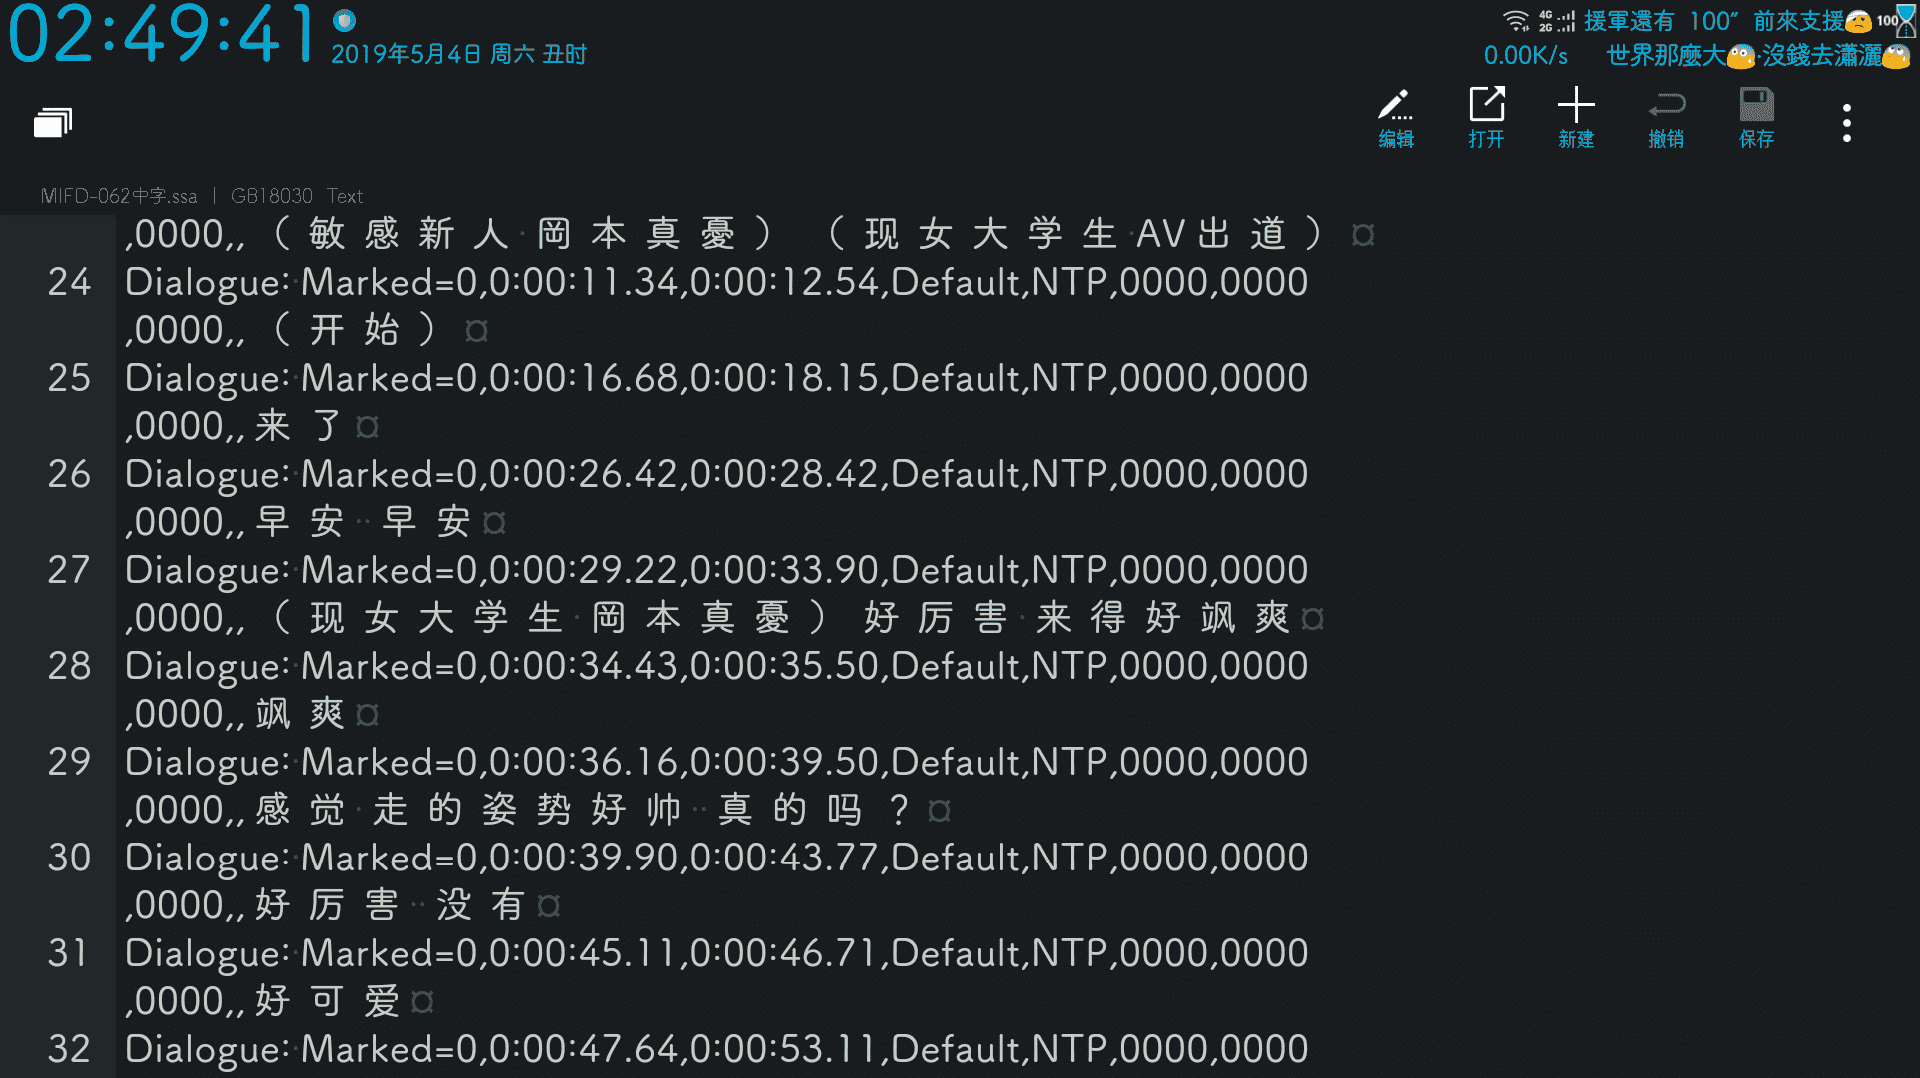 02:49:41
2019年5月4日 周六 丑时
4G 2G 援軍還有 100″ 前來支援 100
0.00K/s 世界那麼大 沒錢去瀟灑
编辑 打开 新建 撤销 保存
MIFD-062中字.ssa | GB18030 Text
,0000,,（敏感新人·岡本真憂）（现女大学生·AV出道）¤
24 Dialogue:·Marked=0,0:00:11.34,0:00:12.54,Default,NTP,0000,0000
,0000,,（开始）¤
25 Dialogue:·Marked=0,0:00:16.68,0:00:18.15,Default,NTP,0000,0000
,0000,,来了¤
26 Dialogue:·Marked=0,0:00:26.42,0:00:28.42,Default,NTP,0000,0000
,0000,,早安··早安¤
27 Dialogue:·Marked=0,0:00:29.22,0:00:33.90,Default,NTP,0000,0000
,0000,,（现女大学生·岡本真憂）好厉害·来得好飒爽¤
28 Dialogue:·Marked=0,0:00:34.43,0:00:35.50,Default,NTP,0000,0000
,0000,,飒爽¤
29 Dialogue:·Marked=0,0:00:36.16,0:00:39.50,Default,NTP,0000,0000
,0000,,感觉·走的姿势好帅··真的吗？¤
30 Dialogue:·Marked=0,0:00:39.90,0:00:43.77,Default,NTP,0000,0000
,0000,,好厉害··没有¤
31 Dialogue:·Marked=0,0:00:45.11,0:00:46.71,Default,NTP,0000,0000
,0000,,好可爱¤
32 Dialogue:·Marked=0,0:00:47.64,0:00:53.11,Default,NTP,0000,0000